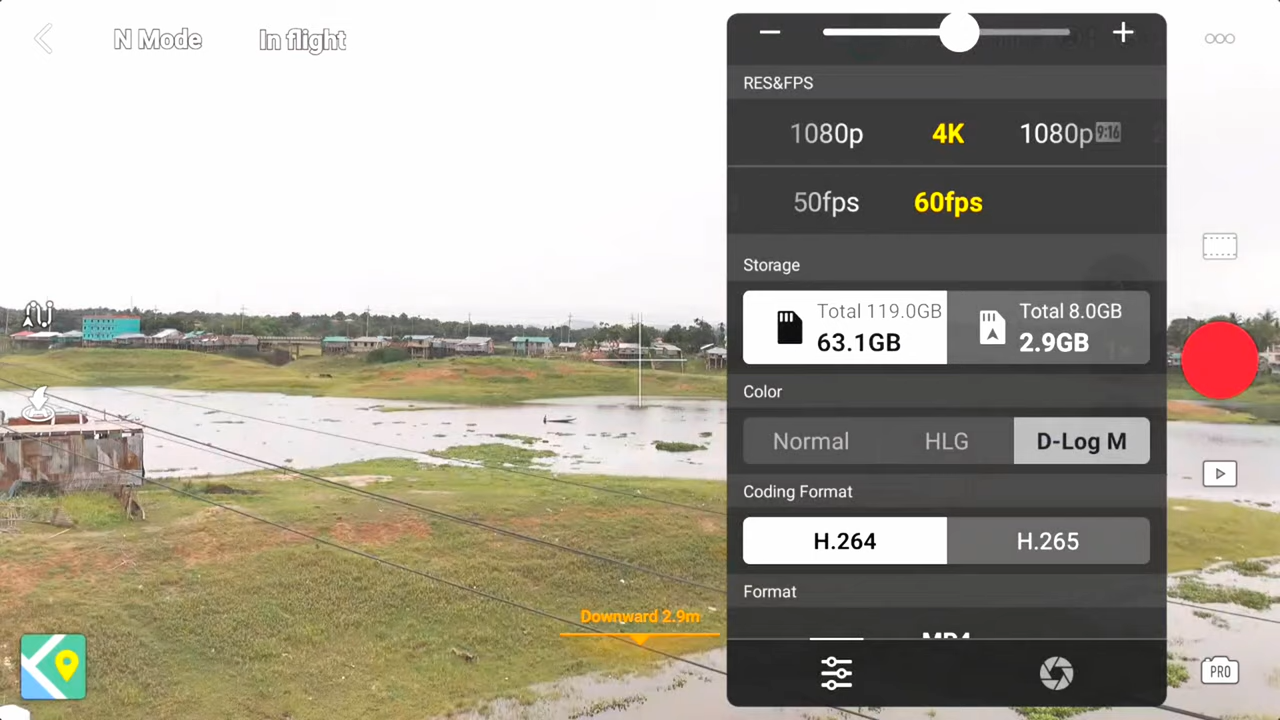 N Mode In flight
RES&FPS
1080p 4K 1080p 9:16
50fps 60fps
Storage
Total 119.0GB Total 8.0GB
63.1GB 2.9GB
Color
Normal HLG D-Log M
Coding Format
H.264 H.265
Format
MP4
Downward 2.9m
PRO